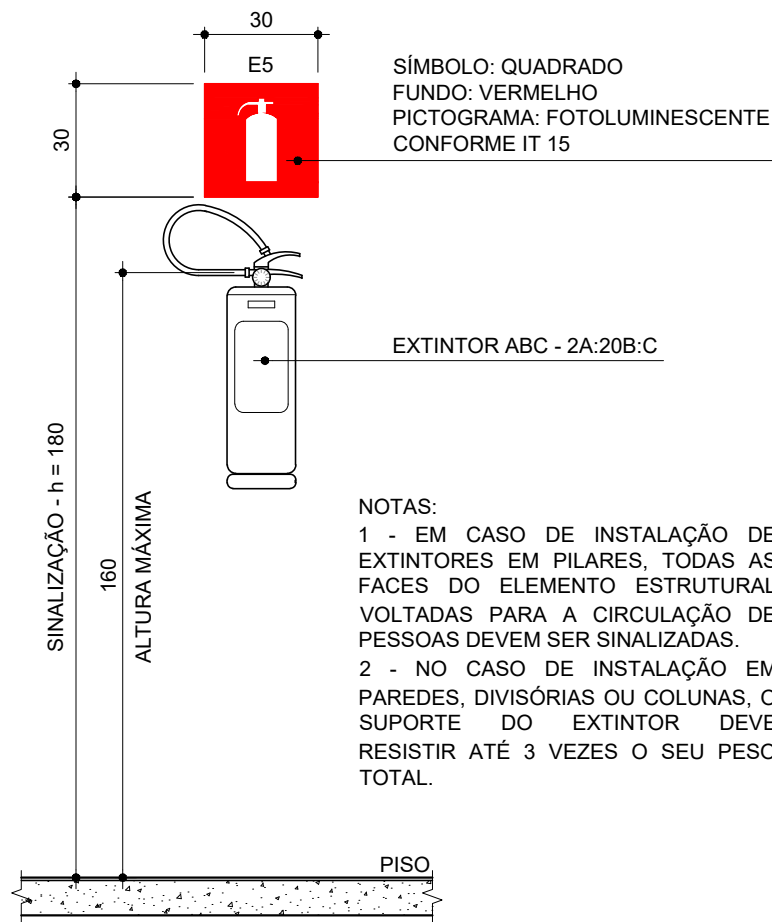 30
E5
SÍMBOLO: QUADRADO
FUNDO: VERMELHO
PICTOGRAMA: FOTOLUMINESCENTE
CONFORME IT 15
30
EXTINTOR ABC - 2A:20B:C
SINALIZAÇÃO - h = 180
160
ALTURA MÁXIMA
NOTAS:
1 - EM CASO DE INSTALAÇÃO DE
EXTINTORES EM PILARES, TODAS AS
FACES DO ELEMENTO ESTRUTURAL
VOLTADAS PARA A CIRCULAÇÃO DE
PESSOAS DEVEM SER SINALIZADAS.
2 - NO CASO DE INSTALAÇÃO EM
PAREDES, DIVISÓRIAS OU COLUNAS, O
SUPORTE DO EXTINTOR DEVE
RESISTIR ATÉ 3 VEZES O SEU PESO
TOTAL.
PISO